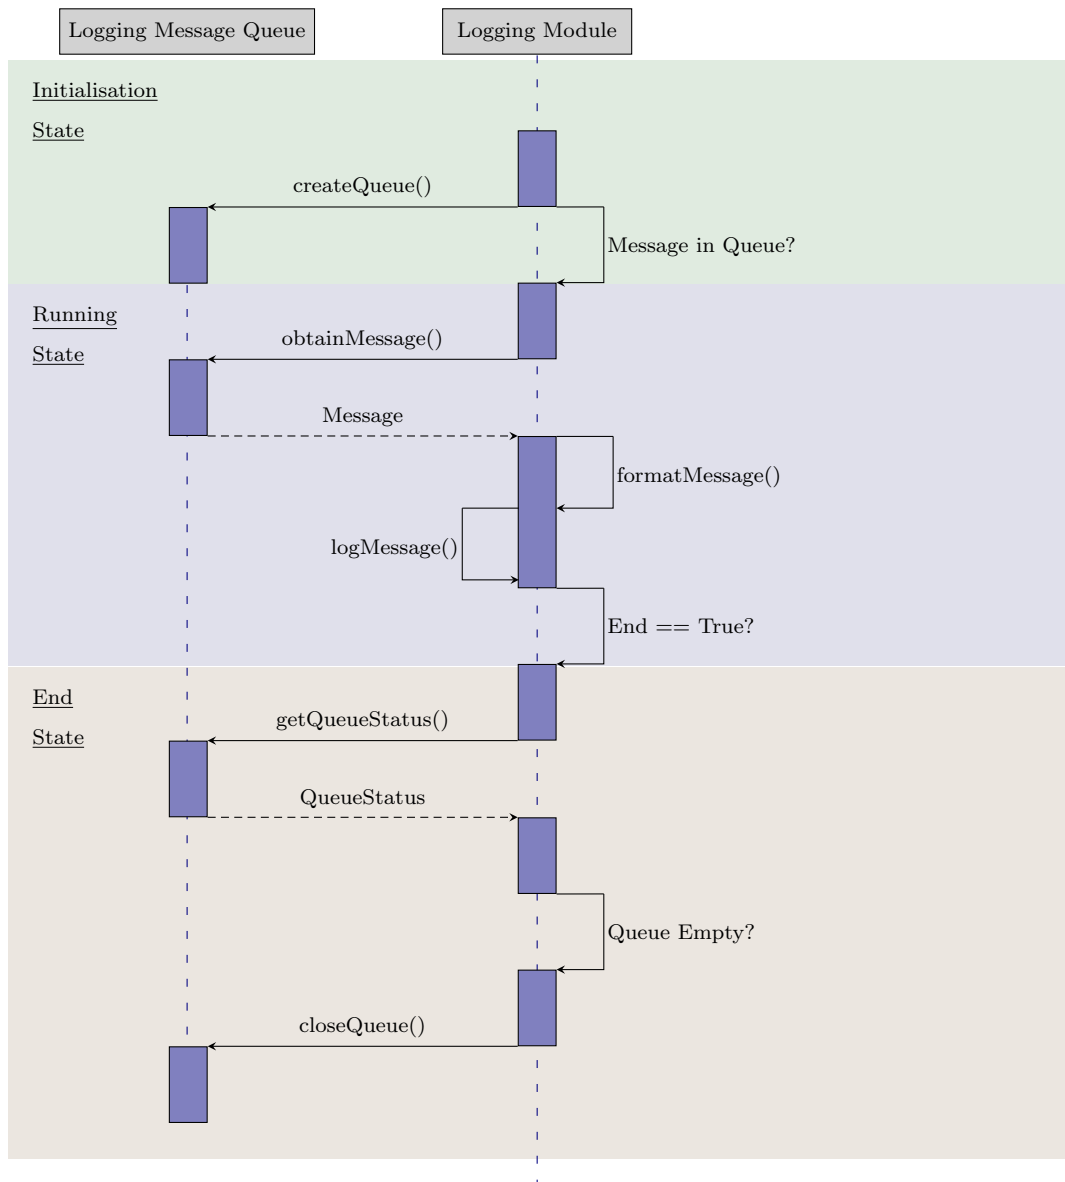 Logging Message Queue
Logging Module
Initialisation
State
createQueue()
Message in Queue?
Running
State
obtainMessage()
Message
formatMessage()
logMessage()
End == True?
End
State
getQueueStatus()
QueueStatus
Queue Empty?
closeQueue()